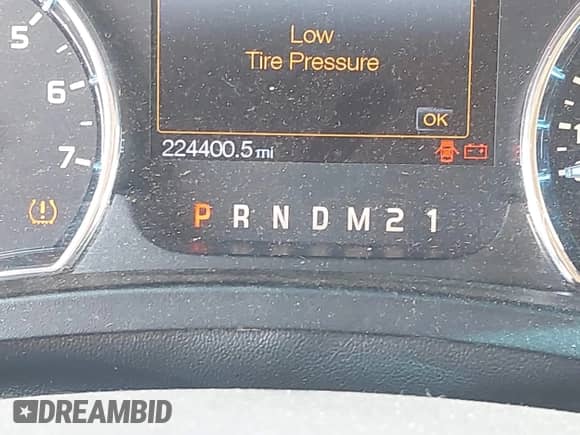 5
6
7
Low
Tire Pressure
OK
224400.5 mi
P R N D M 2 1
DREAMBID